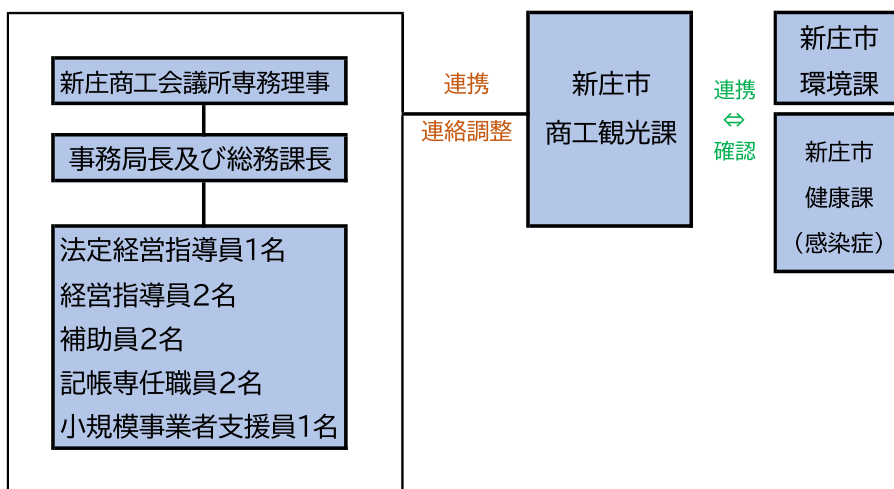 新庄商工会議所専務理事
事務局長及び総務課長
法定経営指導員1名
経営指導員2名
補助員2名
記帳専任職員2名
小規模事業者支援員1名
連携
連絡調整
新庄市
商工観光課
連携
⇔
確認
新庄市
環境課
新庄市
健康課
（感染症）